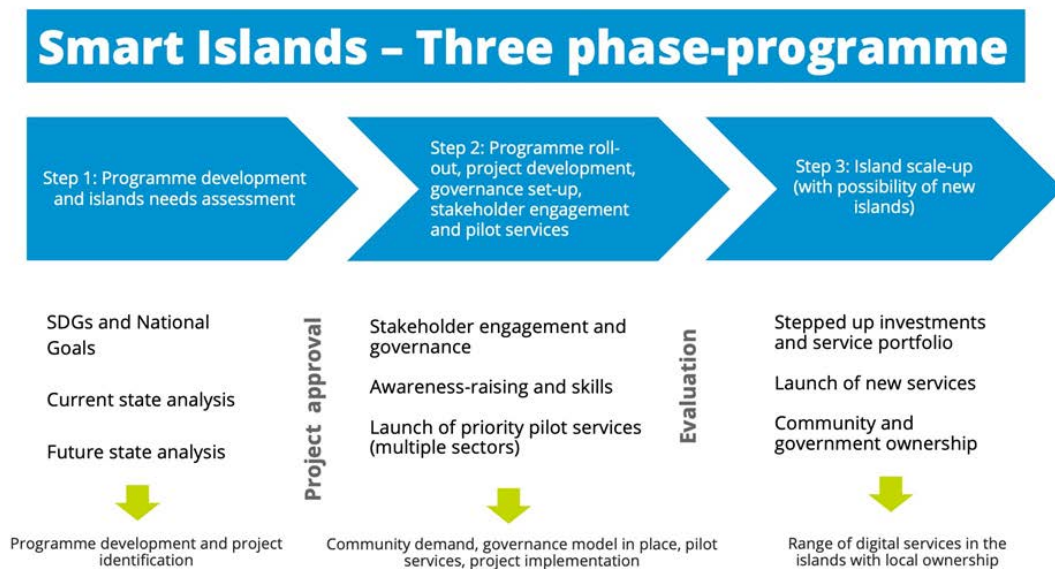 Smart Islands – Three phase-programme
Step 1: Programme development
and islands needs assessment
Step 2: Programme roll-
out, project development,
governance set-up,
stakeholder engagement
and pilot services
Step 3: Island scale-up
(with possibility of new
islands)
SDGs and National
Goals
Current state analysis
Future state analysis
Project approval
Stakeholder engagement and
governance
Awareness-raising and skills
Launch of priority pilot services
(multiple sectors)
Evaluation
Stepped up investments
and service portfolio
Launch of new services
Community and
government ownership
Programme development and project
identification
Community demand, governance model in place, pilot
services, project implementation
Range of digital services in the
islands with local ownership